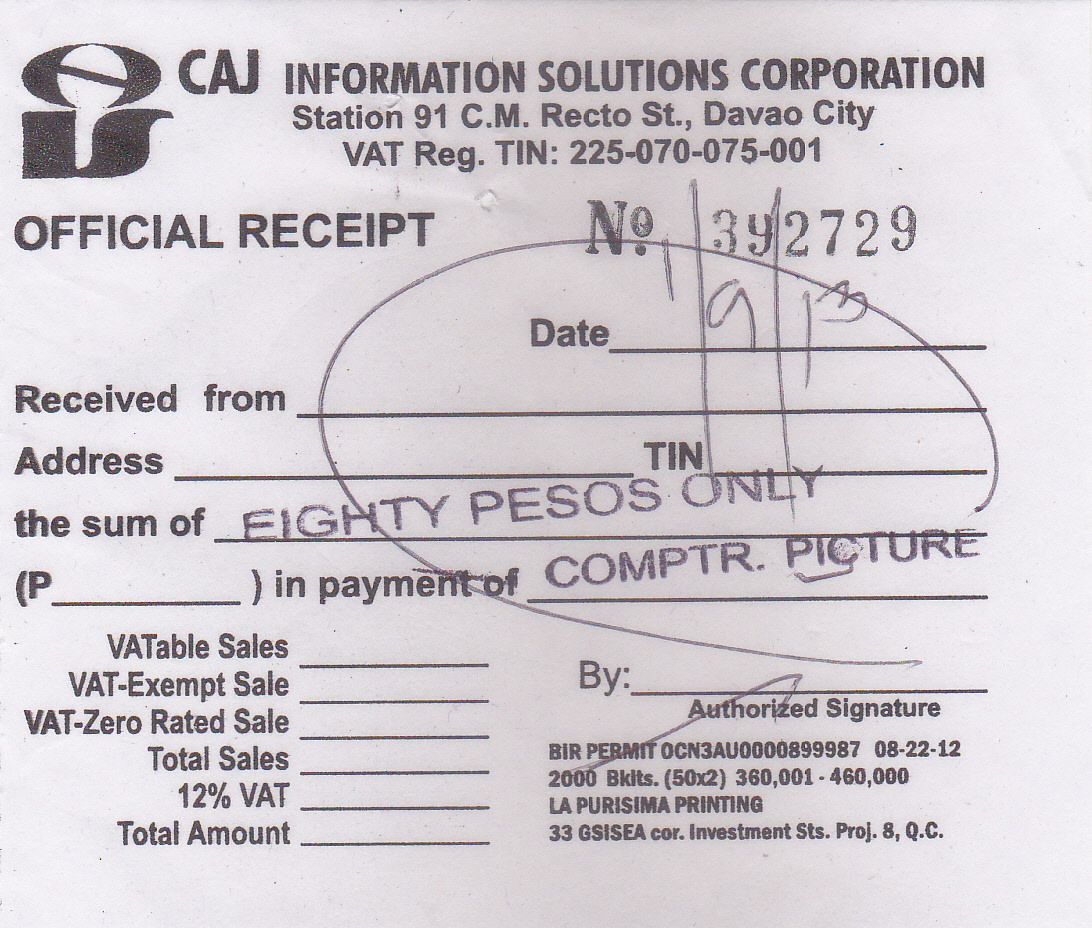 CAJ INFORMATION SOLUTIONS CORPORATION
Station 91 C.M. Recto St., Davao City
VAT Reg. TIN: 225-070-075-001
OFFICIAL RECEIPT Nº 392729
Date 1/9/13
Received from
Address TIN
the sum of EIGHTY PESOS ONLY
(P ) in payment of COMPTR. PICTURE
VATable Sales
VAT-Exempt Sale
VAT-Zero Rated Sale
Total Sales
12% VAT
Total Amount
By:
Authorized Signature
BIR PERMIT OCN3AU0000899987 08-22-12
2000 Bklts. (50x2) 360,001 - 460,000
LA PURISIMA PRINTING
33 GSISEA cor. Investment Sts. Proj. 8, Q.C.